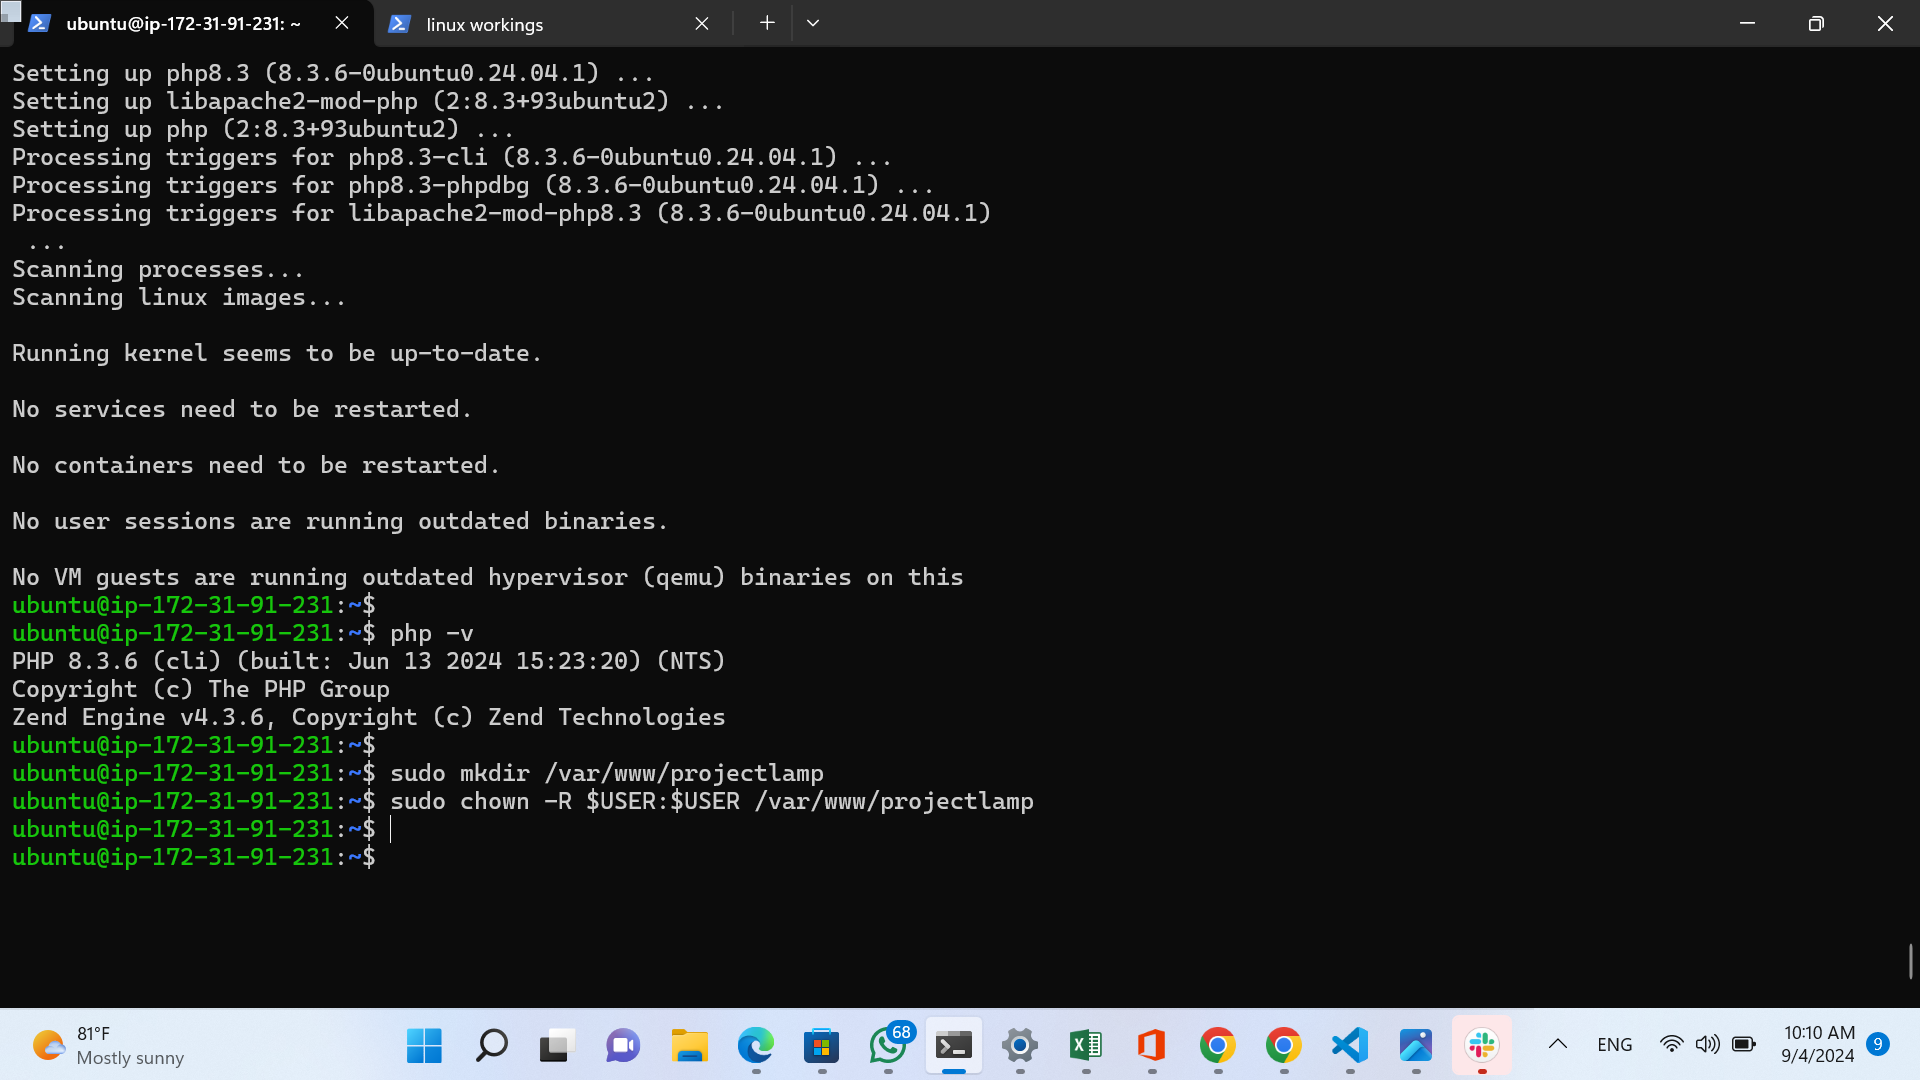 ubuntu@ip-172-31-91-231: ~
linux workings
Setting up php8.3 (8.3.6-0ubuntu0.24.04.1) ...
Setting up libapache2-mod-php (2:8.3+93ubuntu2) ...
Setting up php (2:8.3+93ubuntu2) ...
Processing triggers for php8.3-cli (8.3.6-0ubuntu0.24.04.1) ...
Processing triggers for php8.3-phpdbg (8.3.6-0ubuntu0.24.04.1) ...
Processing triggers for libapache2-mod-php8.3 (8.3.6-0ubuntu0.24.04.1)
 ...
Scanning processes...
Scanning linux images...
Running kernel seems to be up-to-date.
No services need to be restarted.
No containers need to be restarted.
No user sessions are running outdated binaries.
No VM guests are running outdated hypervisor (qemu) binaries on this
ubuntu@ip-172-31-91-231:~$
ubuntu@ip-172-31-91-231:~$ php -v
PHP 8.3.6 (cli) (built: Jun 13 2024 15:23:20) (NTS)
Copyright (c) The PHP Group
Zend Engine v4.3.6, Copyright (c) Zend Technologies
ubuntu@ip-172-31-91-231:~$
ubuntu@ip-172-31-91-231:~$ sudo mkdir /var/www/projectlamp
ubuntu@ip-172-31-91-231:~$ sudo chown -R $USER:$USER /var/www/projectlamp
ubuntu@ip-172-31-91-231:~$
ubuntu@ip-172-31-91-231:~$
81°F
Mostly sunny
68
ENG
10:10 AM
9/4/2024
9